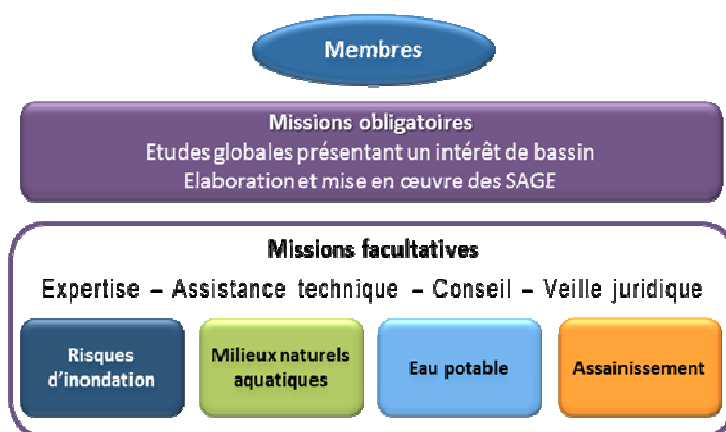 Membres
Missions obligatoires
Etudes globales présentant un intérêt de bassin
Elaboration et mise en œuvre des SAGE
Missions facultatives
Expertise – Assistance technique – Conseil – Veille juridique
Risques
d'inondation
Milieux naturels
aquatiques
Eau potable
Assainissement